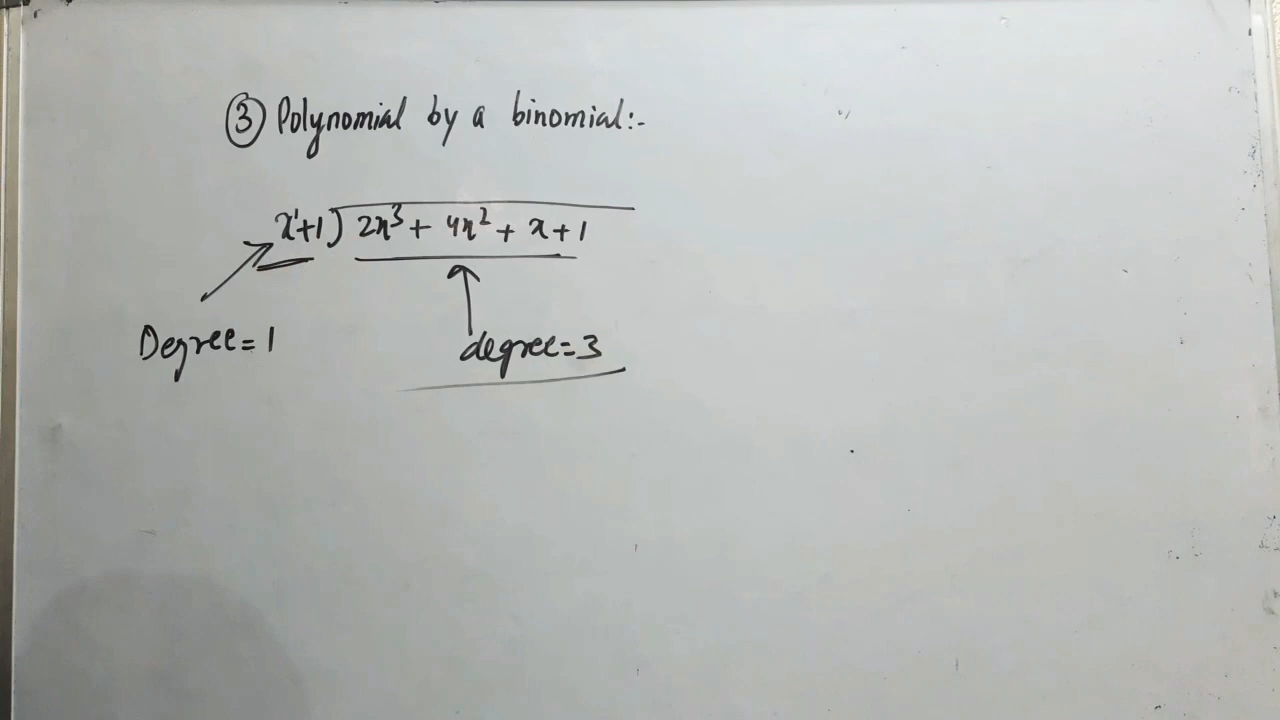 ③ Polynomial by a binomial:-
x¹+1) 2x³ + 4x² + x + 1
Degree = 1
degree = 3